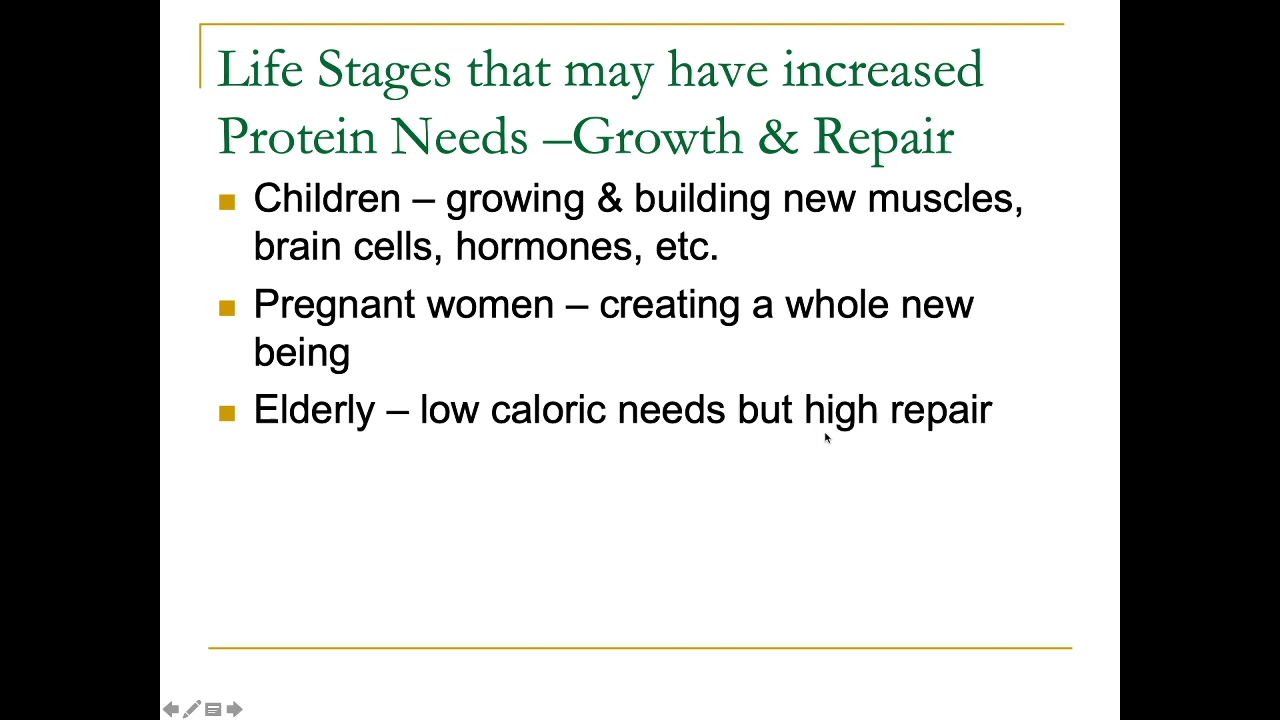 Life Stages that may have increased
Protein Needs –Growth & Repair
Children – growing & building new muscles,
brain cells, hormones, etc.
Pregnant women – creating a whole new
being
Elderly – low caloric needs but high repair